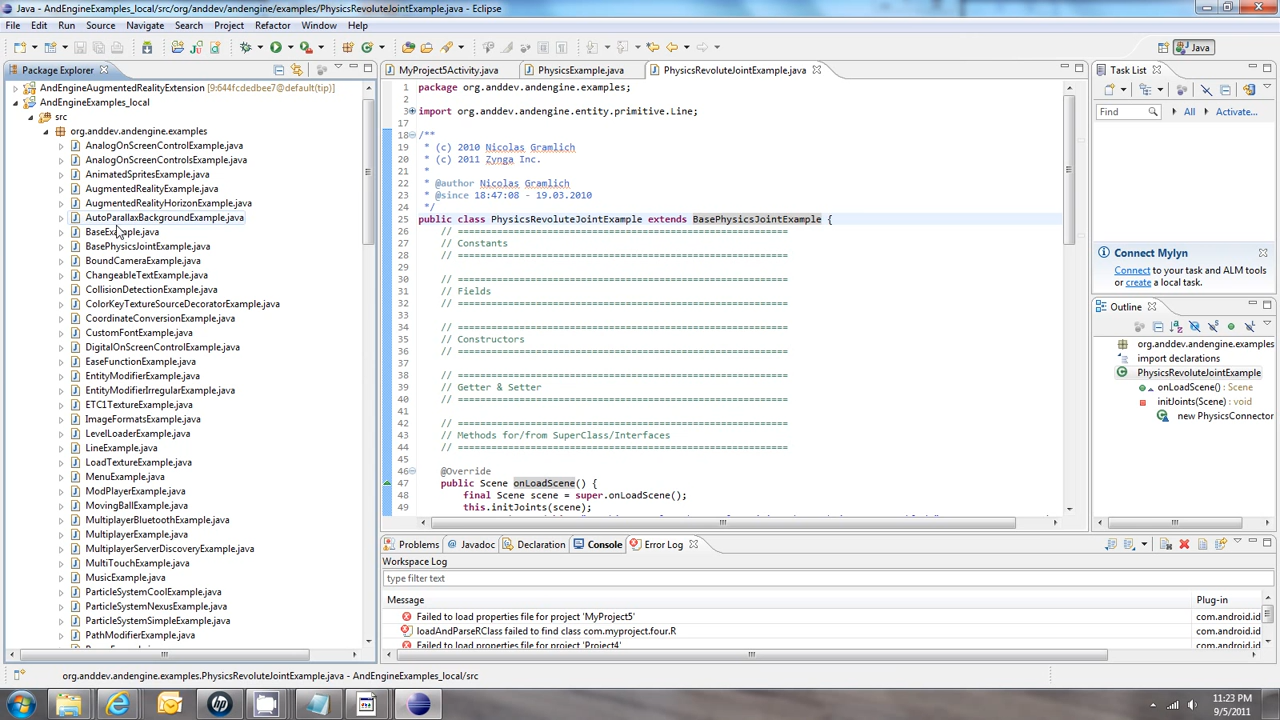 Java - AndEngineExamples_local/src/org/anddev/andengine/examples/PhysicsRevoluteJointExample.java - Eclipse
File Edit Run Source Navigate Search Project Refactor Window Help
Java
Package Explorer
AndEngineAugmentedRealityExtension [9:644fcdedbee7@default(tip)]
AndEngineExamples_local
src
org.anddev.andengine.examples
AnalogOnScreenControlExample.java
AnalogOnScreenControlsExample.java
AnimatedSpritesExample.java
AugmentedRealityExample.java
AugmentedRealityHorizonExample.java
AutoParallaxBackgroundExample.java
BaseExample.java
BasePhysicsJointExample.java
BoundCameraExample.java
ChangeableTextExample.java
CollisionDetectionExample.java
ColorKeyTextureSourceDecoratorExample.java
CoordinateConversionExample.java
CustomFontExample.java
DigitalOnScreenControlExample.java
EaseFunctionExample.java
EntityModifierExample.java
EntityModifierIrregularExample.java
ETC1TextureExample.java
ImageFormatsExample.java
LevelLoaderExample.java
LineExample.java
LoadTextureExample.java
MenuExample.java
ModPlayerExample.java
MovingBallExample.java
MultiplayerBluetoothExample.java
MultiplayerExample.java
MultiplayerServerDiscoveryExample.java
MultiTouchExample.java
MusicExample.java
ParticleSystemCoolExample.java
ParticleSystemNexusExample.java
ParticleSystemSimpleExample.java
PathModifierExample.java
MyProject5Activity.java PhysicsExample.java PhysicsRevoluteJointExample.java
1 package org.anddev.andengine.examples;
2
3 import org.anddev.andengine.entity.primitive.Line;
17
18 /**
19 * (c) 2010 Nicolas Gramlich
20 * (c) 2011 Zynga Inc.
21 *
22 * @author Nicolas Gramlich
23 * @since 18:47:08 - 19.03.2010
24 */
25 public class PhysicsRevoluteJointExample extends BasePhysicsJointExample {
26 // ===========================================================
27 // Constants
28 // ===========================================================
29
30 // ===========================================================
31 // Fields
32 // ===========================================================
33
34 // ===========================================================
35 // Constructors
36 // ===========================================================
37
38 // ===========================================================
39 // Getter & Setter
40 // ===========================================================
41
42 // ===========================================================
43 // Methods for/from SuperClass/Interfaces
44 // ===========================================================
45
46 @Override
47 public Scene onLoadScene() {
48 final Scene scene = super.onLoadScene();
49 this.initJoints(scene);
Task List
Find All Activate...
Connect Mylyn
Connect to your task and ALM tools
or create a local task.
Outline
org.anddev.andengine.examples
import declarations
PhysicsRevoluteJointExample
onLoadScene() : Scene
initJoints(Scene) : void
new PhysicsConnector
Problems Javadoc Declaration Console Error Log
Workspace Log
type filter text
Message Plug-in
Failed to load properties file for project 'MyProject5' com.android.id
loadAndParseRClass failed to find class com.myproject.four.R com.android.id
Failed to load properties file for project 'Project4' com.android.id
org.anddev.andengine.examples.PhysicsRevoluteJointExample.java - AndEngineExamples_local/src
11:23 PM
9/5/2011